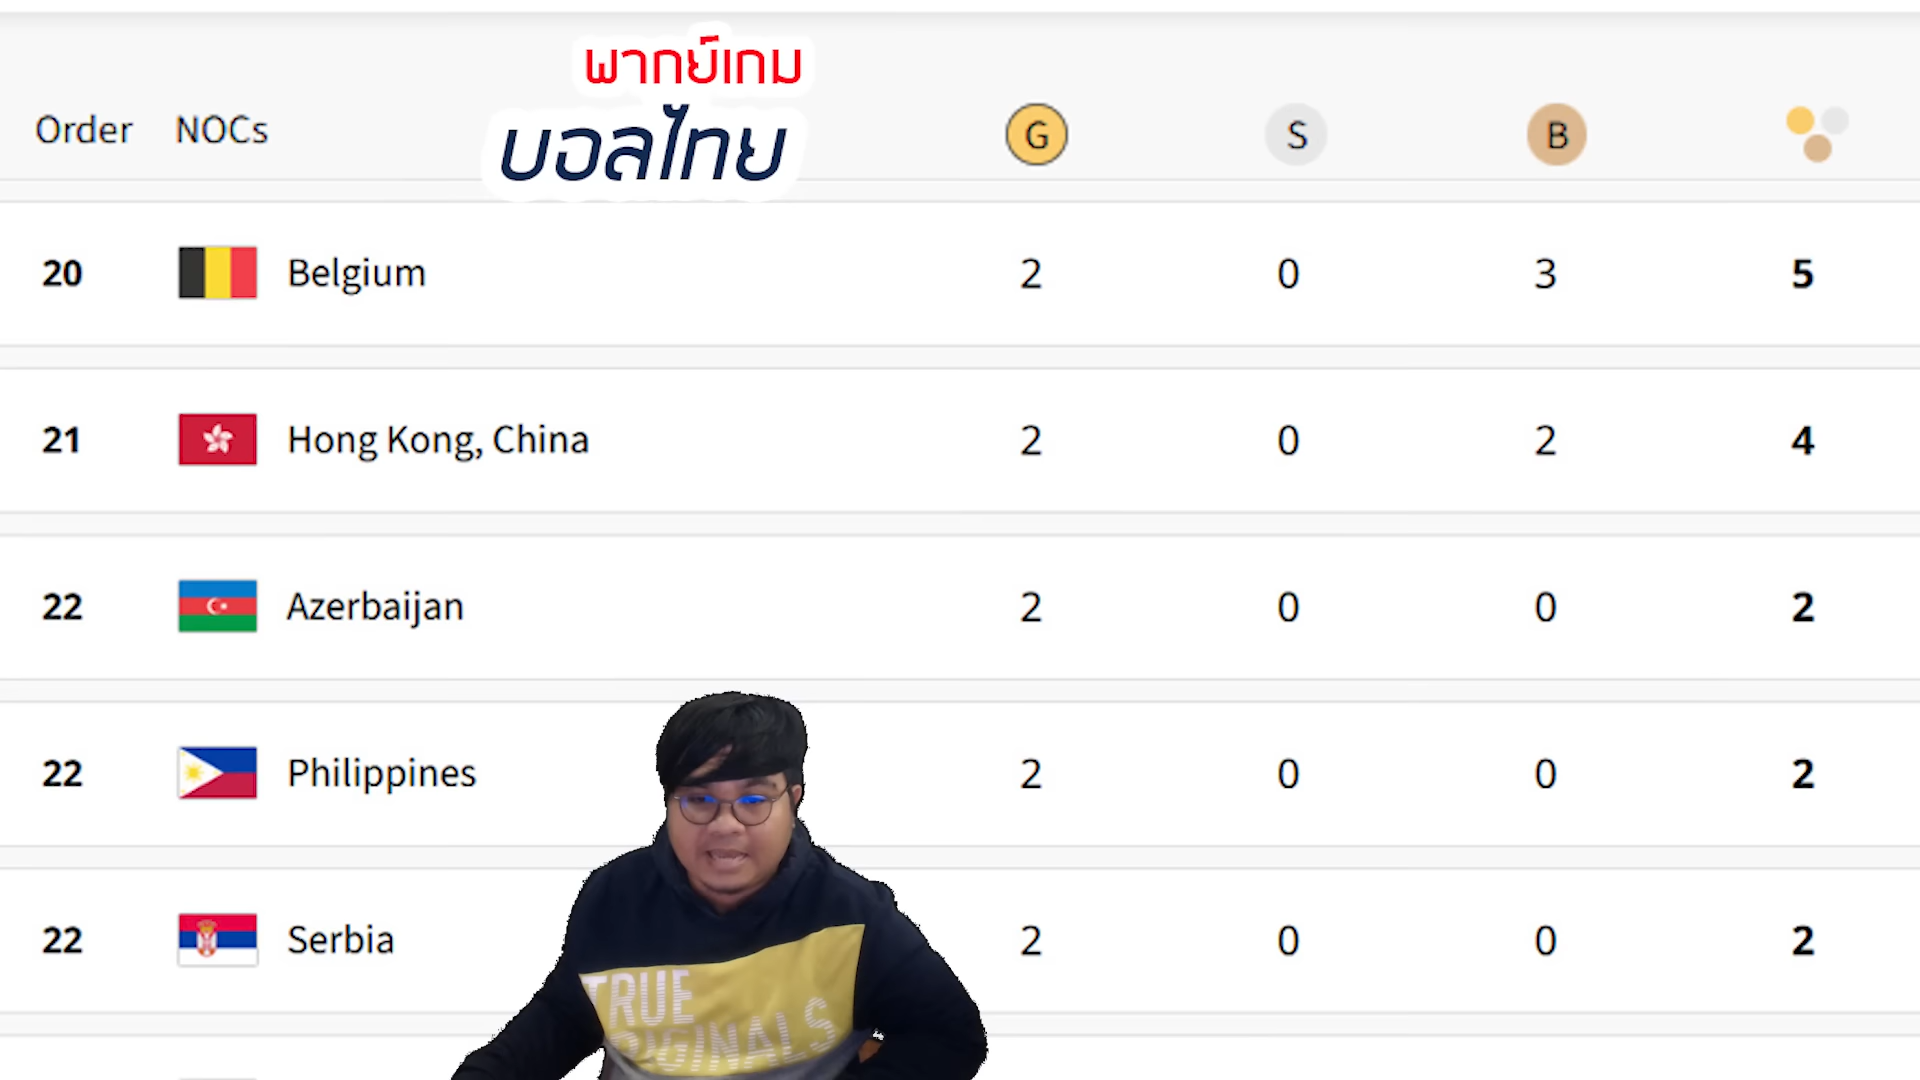 พากย์เกม
บอลไทย
Order NOCs G S B
20 Belgium 2 0 3 5
21 Hong Kong, China 2 0 2 4
22 Azerbaijan 2 0 0 2
22 Philippines 2 0 0 2
22 Serbia 2 0 0 2
TRUE
ORIGINALS